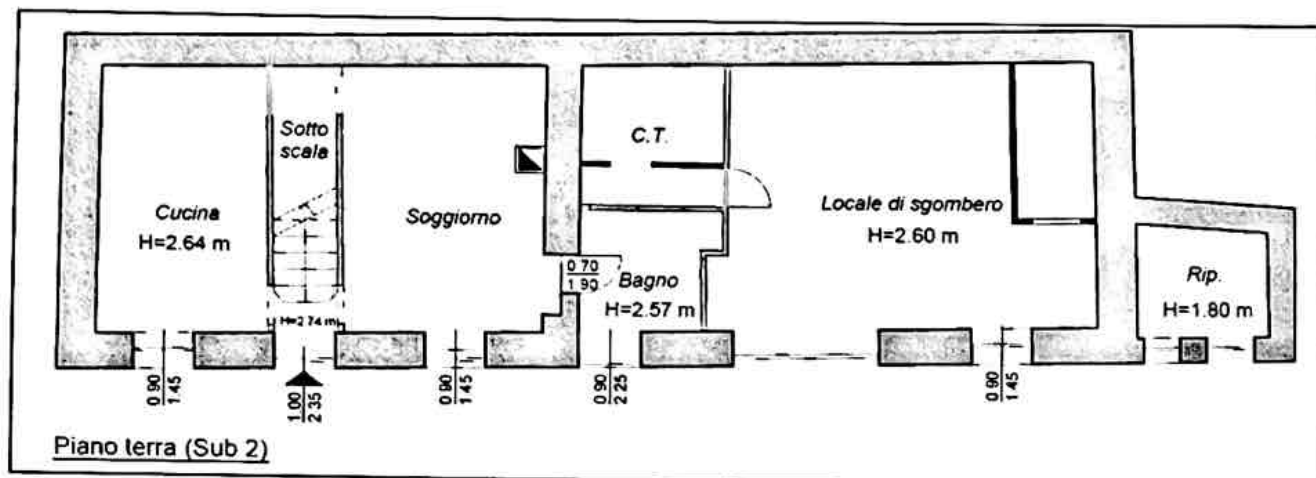 Sotto
scala
C.T.
Cucina
H=2.64 m
Soggiorno
Locale di sgombero
H=2.60 m
0.70
1.90
Bagno
H=2.57 m
Rip.
H=1.80 m
H=2.74 m
0.90
1.45
1.00
2.35
0.90
1.45
0.90
2.25
0.90
1.45
Piano terra (Sub 2)